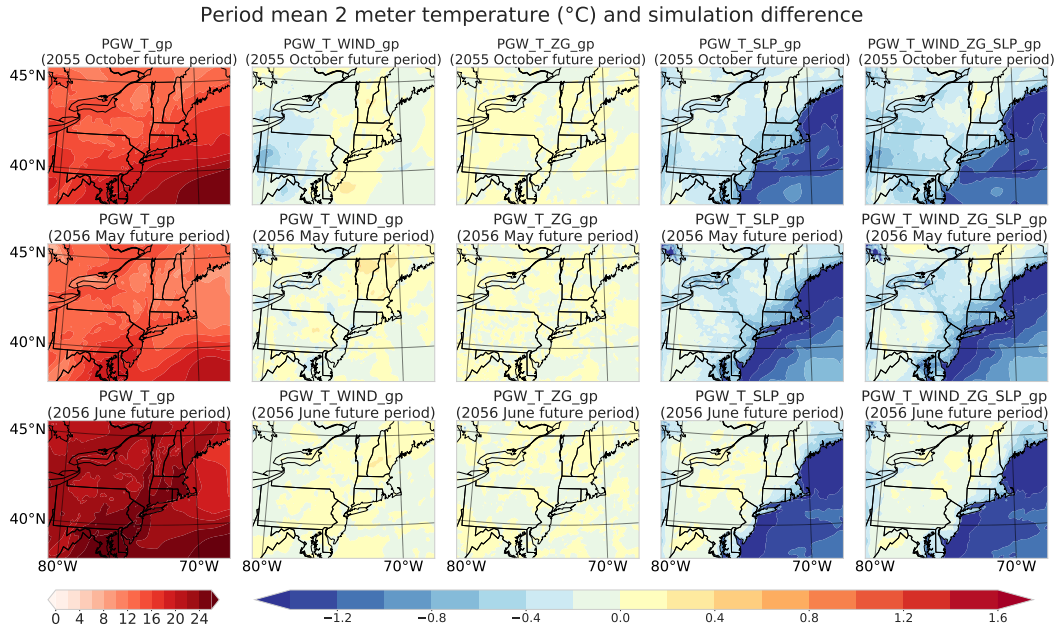 Period mean 2 meter temperature (°C) and simulation difference
PGW_T_gp
(2055 October future period)
PGW_T_WIND_gp
(2055 October future period)
PGW_T_ZG_gp
(2055 October future period)
PGW_T_SLP_gp
(2055 October future period)
PGW_T_WIND_ZG_SLP_gp
(2055 October future period)
45°N
40°N
PGW_T_gp
(2056 May future period)
PGW_T_WIND_gp
(2056 May future period)
PGW_T_ZG_gp
(2056 May future period)
PGW_T_SLP_gp
(2056 May future period)
PGW_T_WIND_ZG_SLP_gp
(2056 May future period)
45°N
40°N
PGW_T_gp
(2056 June future period)
PGW_T_WIND_gp
(2056 June future period)
PGW_T_ZG_gp
(2056 June future period)
PGW_T_SLP_gp
(2056 June future period)
PGW_T_WIND_ZG_SLP_gp
(2056 June future period)
45°N
40°N
80°W 70°W 80°W 70°W 80°W 70°W 80°W 70°W 80°W 70°W
0 4 8 12 16 20 24
−1.2 −0.8 −0.4 0.0 0.4 0.8 1.2 1.6